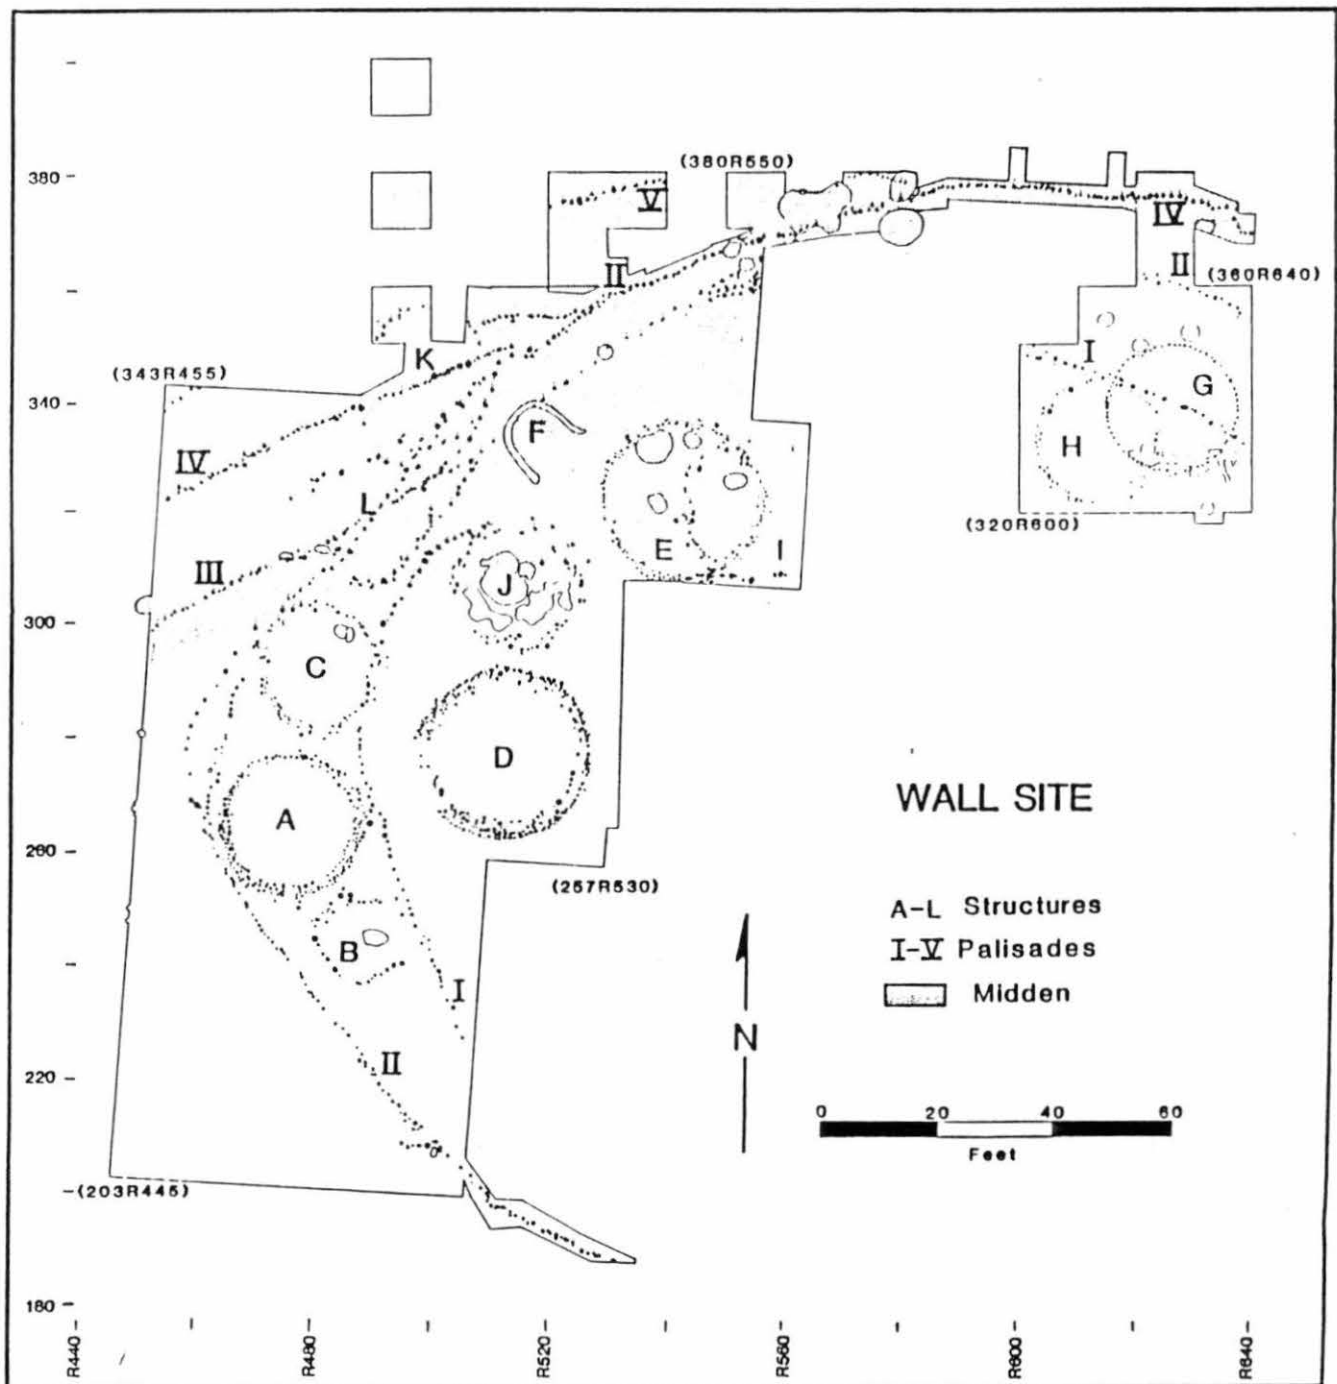 (380R550)
380
V
IV
II
II
(360R640)
K
I
(343R455)
G
340
F
H
IV
L
(320R600)
E
I
III
J
300
C
D
WALL SITE
A
260
(257R530)
A-L Structures
B
I-V Palisades
I
Midden
N
II
220
0 20 40 60
Feet
(203R445)
180
R440
R480
R520
R560
R600
R640